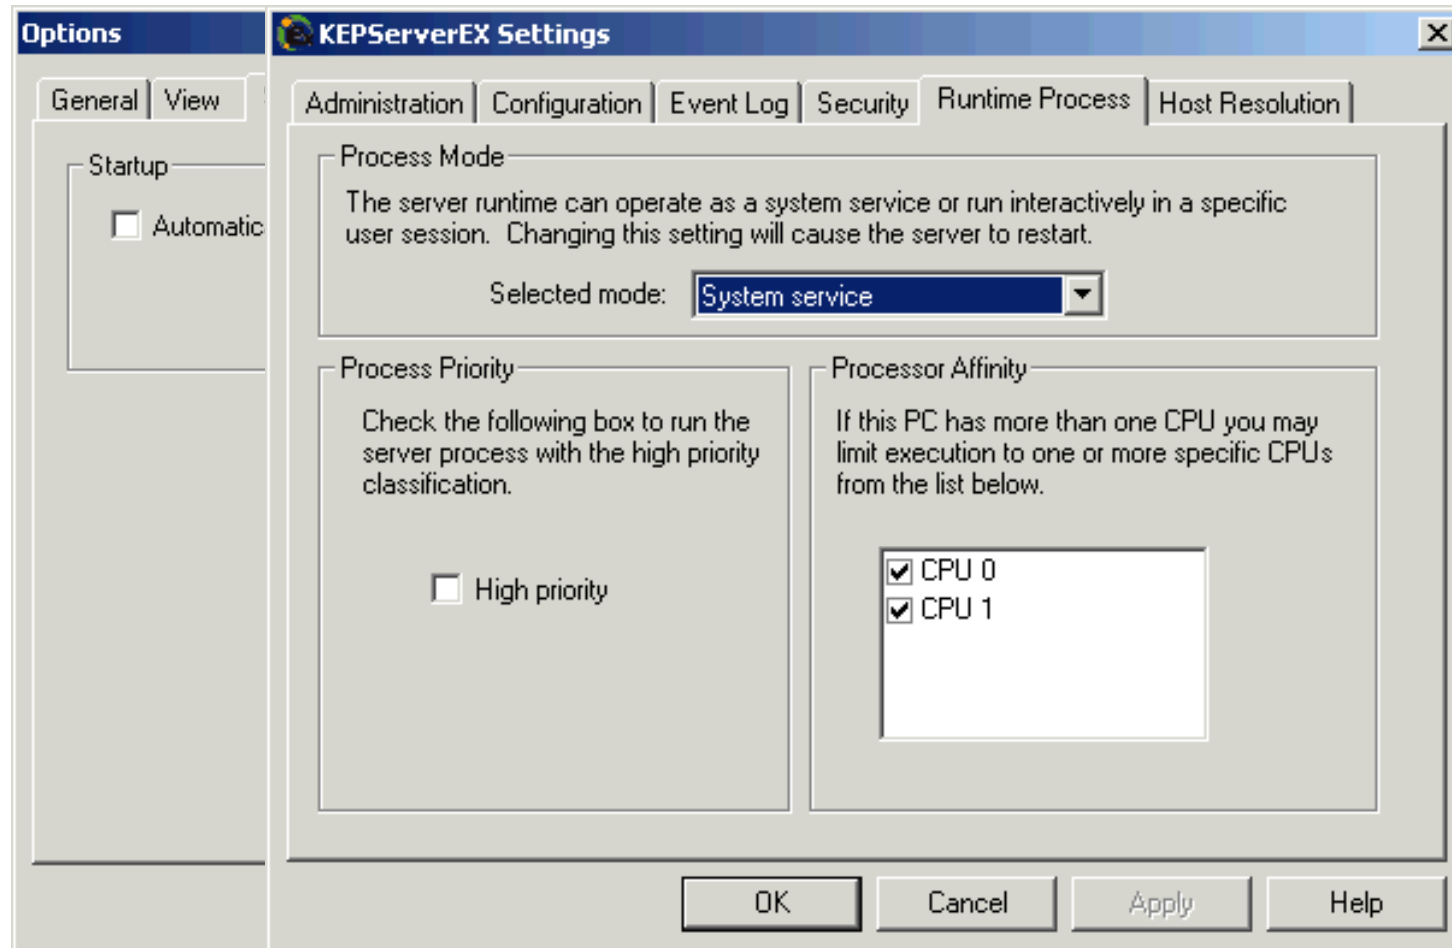 Options
General
View
Startup
Automatic
KEPServerEX Settings
Administration
Configuration
Event Log
Security
Runtime Process
Host Resolution
Process Mode
The server runtime can operate as a system service or run interactively in a specific
user session.  Changing this setting will cause the server to restart.
Selected mode:
System service
Process Priority
Check the following box to run the
server process with the high priority
classification.
High priority
Processor Affinity
If this PC has more than one CPU you may
limit execution to one or more specific CPUs
from the list below.
CPU 0
CPU 1
OK
Cancel
Apply
Help